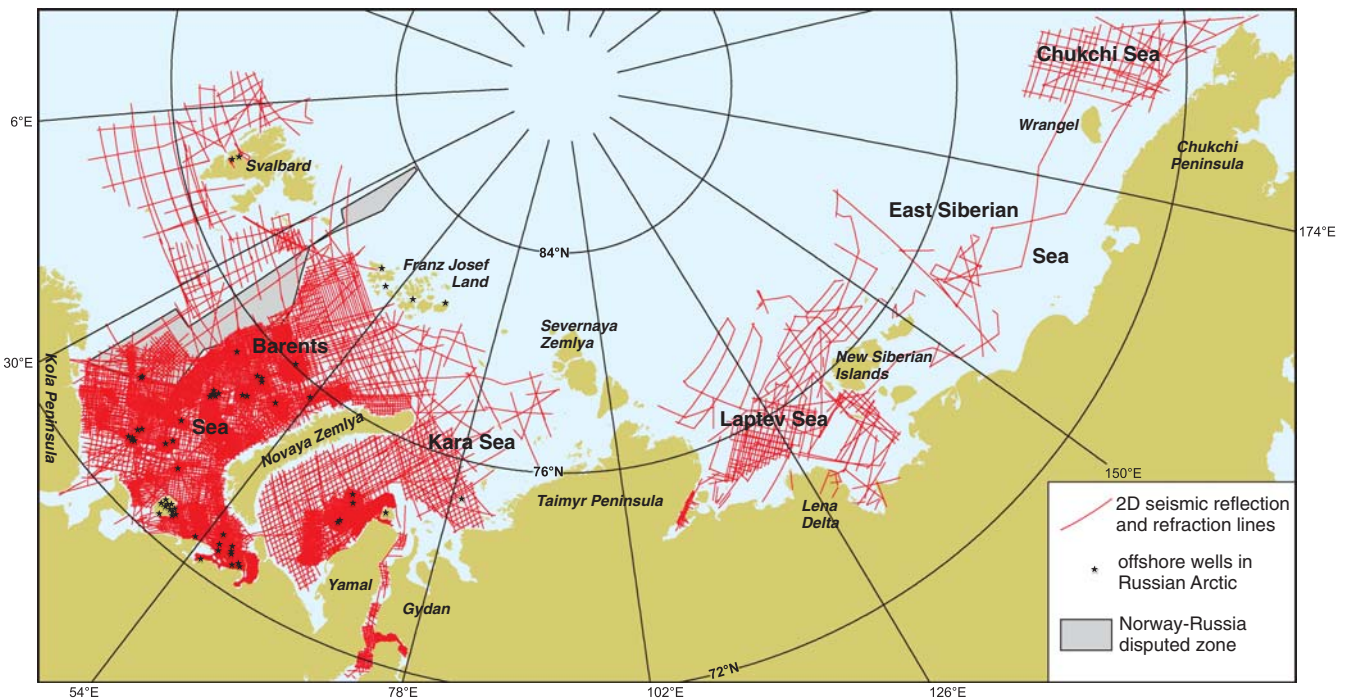 Chukchi Sea
6°E
Wrangel
Svalbard
Chukchi
Peninsula
East Siberian
Sea
174°E
84°N
Franz Josef
Land
Severnaya
Zemlya
Barents
New Siberian
Islands
30°E
Kola Peninsula
Sea
Novaya Zemlya
Laptev Sea
Kara Sea
76°N
150°E
Taimyr Peninsula
Lena
Delta
Yamal
Gydan
2D seismic reflection
and refraction lines
offshore wells in
Russian Arctic
Norway-Russia
disputed zone
72°N
54°E
78°E
102°E
126°E